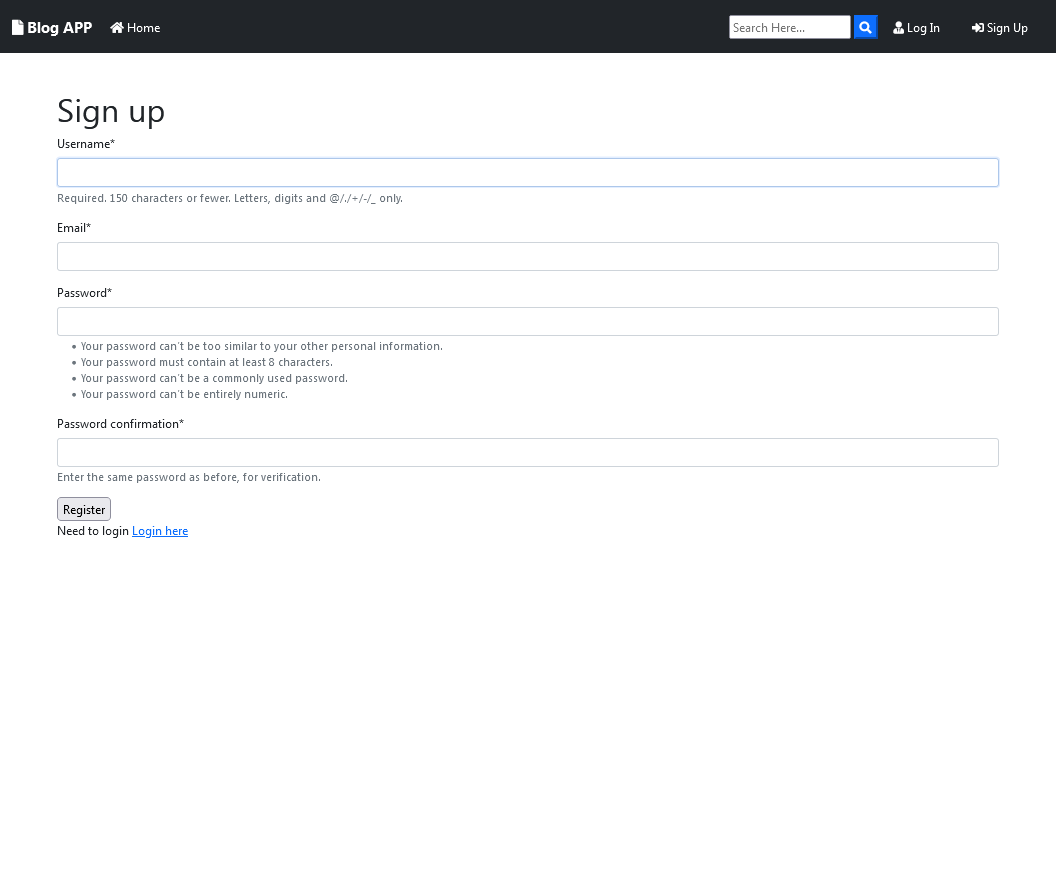 Blog APP Home Search Here... Log In Sign Up
Sign up
Username*
Required. 150 characters or fewer. Letters, digits and @/./+/-/_ only.
Email*
Password*
• Your password can't be too similar to your other personal information.
• Your password must contain at least 8 characters.
• Your password can't be a commonly used password.
• Your password can't be entirely numeric.
Password confirmation*
Enter the same password as before, for verification.
Register
Need to login Login here